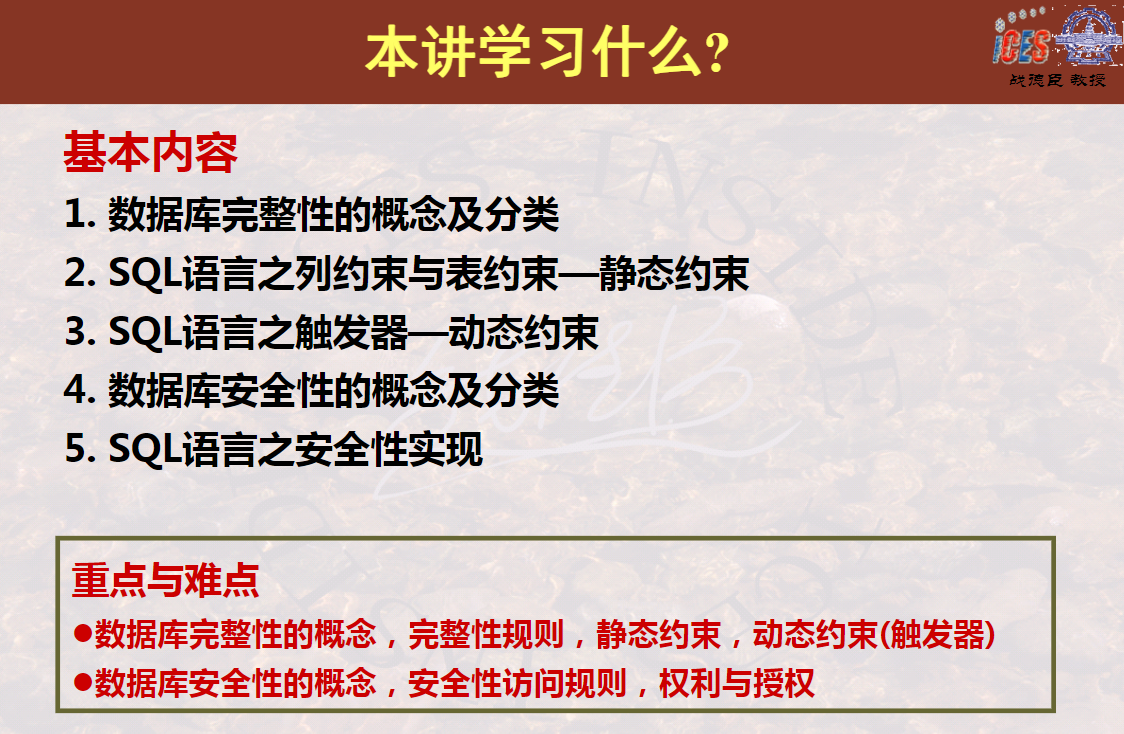 本讲学习什么?
iCES
战德臣 教授
基本内容
1. 数据库完整性的概念及分类
2. SQL语言之列约束与表约束—静态约束
3. SQL语言之触发器—动态约束
4. 数据库安全性的概念及分类
5. SQL语言之安全性实现
重点与难点
●数据库完整性的概念，完整性规则，静态约束，动态约束(触发器)
●数据库安全性的概念，安全性访问规则，权利与授权